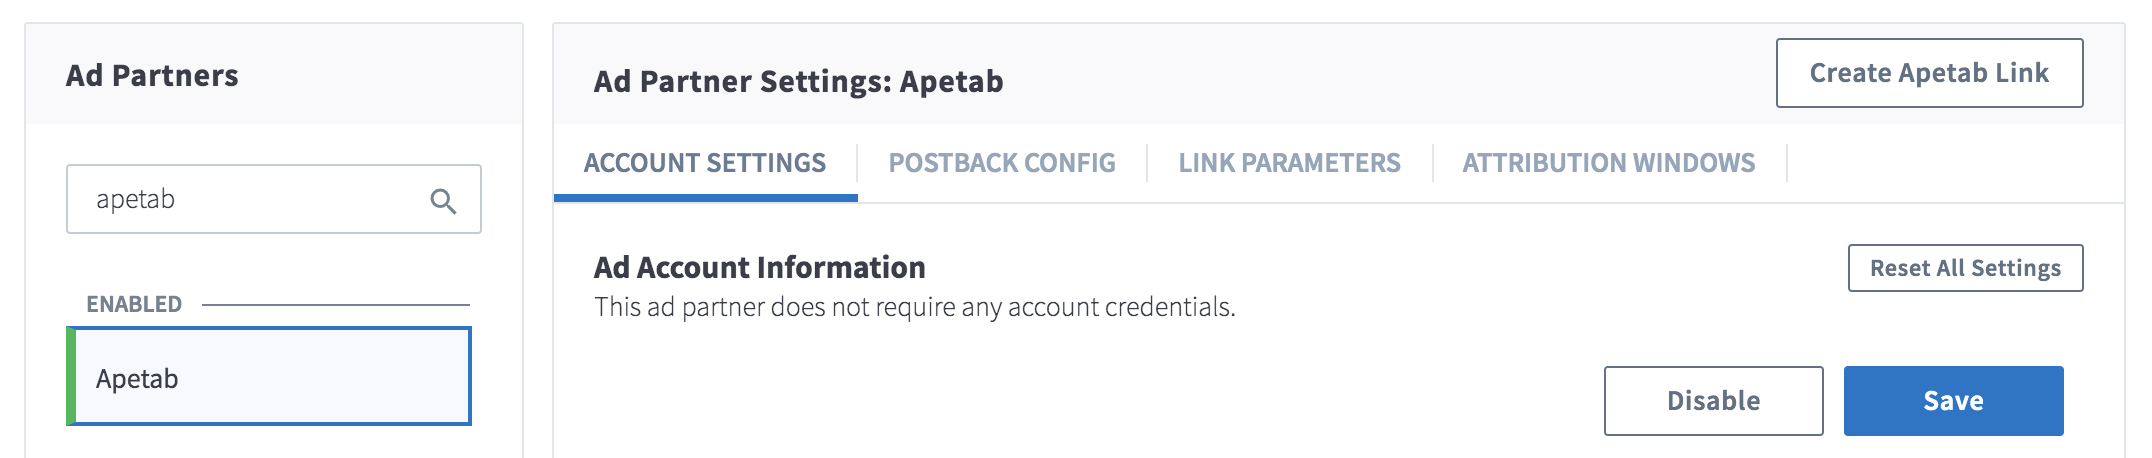 Ad Partners
apetab
ENABLED
Apetab
Ad Partner Settings: Apetab
Create Apetab Link
ACCOUNT SETTINGS
POSTBACK CONFIG
LINK PARAMETERS
ATTRIBUTION WINDOWS
Ad Account Information
Reset All Settings
This ad partner does not require any account credentials.
Disable
Save